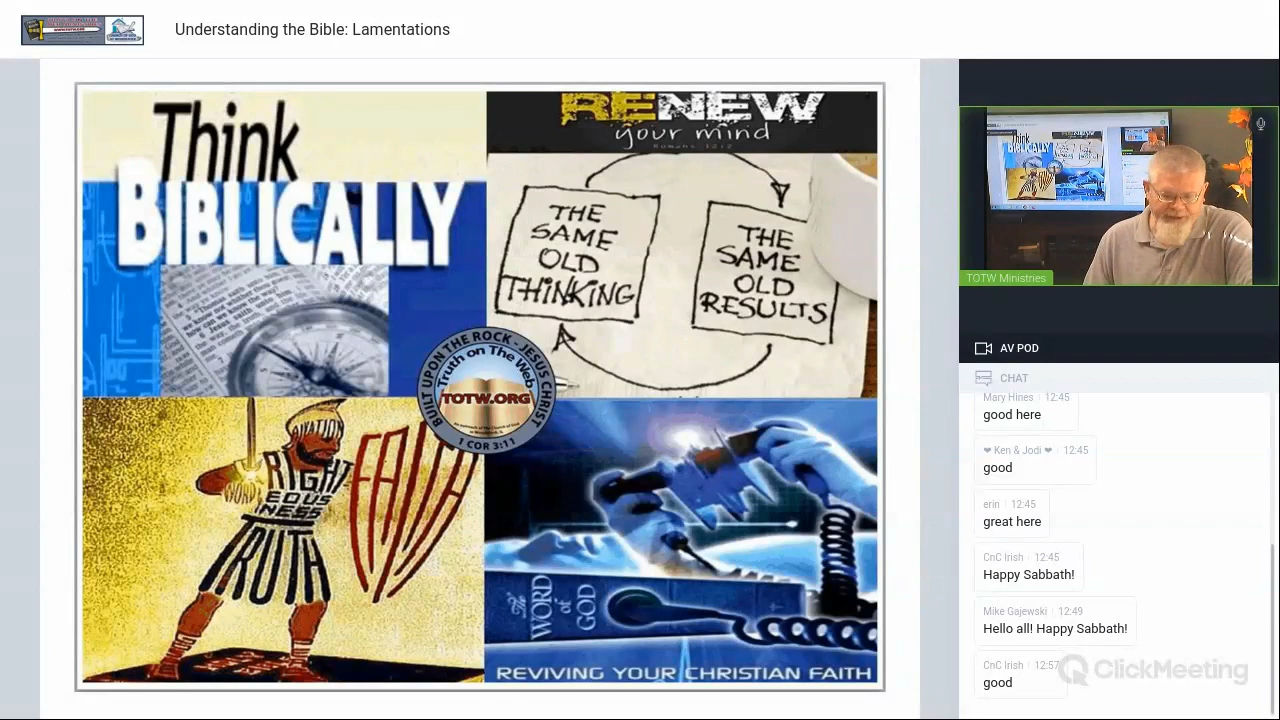 Understanding the Bible: Lamentations
Think
BIBLICALLY
RENEW
your mind
Romans 12:2
THE
SAME
OLD
THINKING
THE
SAME
OLD
RESULTS
BUILT UPON THE ROCK - JESUS CHRIST
Truth on The Web
TOTW.ORG
1 COR 3:11
SALVATION
WORD
RIGHT
EOUS
NESS
TRUTH
FAITH
The
WORD
of
GOD
REVIVING YOUR CHRISTIAN FAITH
TOTW Ministries
AV POD
CHAT
Mary Hines 12:45
good here
❤ Ken & Jodi ❤ 12:45
good
erin 12:45
great here
CnC Irish 12:45
Happy Sabbath!
Mike Gajewski 12:49
Hello all! Happy Sabbath!
CnC Irish 12:57
good
ClickMeeting